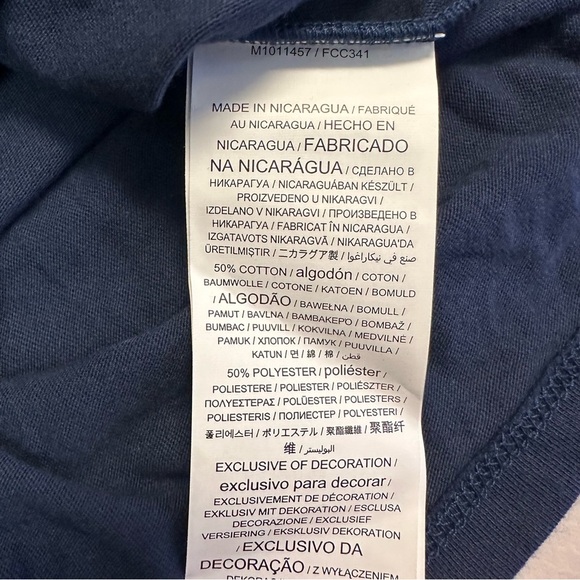 M1011457 / FCC341
MADE IN NICARAGUA / FABRIQUÉ
AU NICARAGUA / HECHO EN
NICARAGUA / FABRICADO
NA NICARÁGUA / СДЕЛАНО В
НИКАРАГУА / NICARAGUÁBAN KÉSZÜLT /
PROIZVEDENO U NIKARAGVI /
IZDELANO V NIKARAGVI / ПРОИЗВЕДЕНО В
НИКАРАГУА / FABRICAT ÎN NICARAGUA /
IZGATAVOTS NIKARAGVĀ / NIKARAGUA'DA
ÜRETILMIŞTIR / ニカラグア製 / صنع في نيكاراغوا
50% COTTON / algodón / COTON /
BAUMWOLLE / COTONE / KATOEN / BOMULD
/ ALGODÃO / BAWEŁNA / BOMULL /
PAMUT / BAVLNA / ΒΑΜΒΑΚΕΡΟ / BOMBAŽ /
BUMBAC / PUUVILL / KOKVILNA / MEDVILNĖ /
PAMUK / ХЛОПОК / ПАМУК / PUUVILLA /
KATUN / 면 / 綿 / 棉 / قطن
50% POLYESTER / poliéster /
POLIESTERE / POLIESTER / POLIÉSZTER /
ΠΟΛΥΕΣΤΕΡΑΣ / POLÜESTER / POLIESTERS /
POLIESTERIS / ПОЛИЕСТЕР / POLYESTERI /
폴리에스터 / ポリエステル / 聚酯纖維 / 聚酯纤
维 / البوليستر /
EXCLUSIVE OF DECORATION /
exclusivo para decorar /
EXCLUSIVEMENT DE DÉCORATION /
EXKLUSIV MIT DEKORATION / ESCLUSA
DECORAZIONE / EXCLUSIEF
VERSIERING / EKSKLUSIV DEKORATION
/ EXCLUSIVO DA
DECORAÇÃO / Z WYŁĄCZENIEM